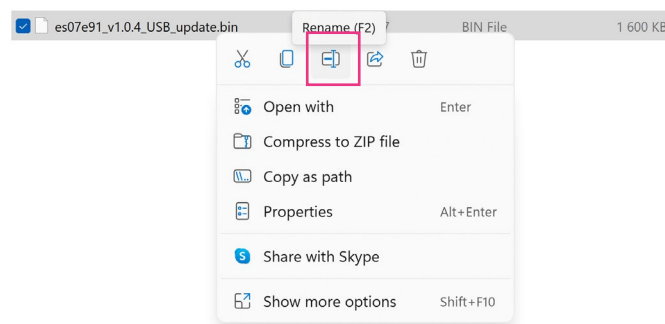 es07e91_v1.0.4_USB_update.bin Rename (F2) 7 BIN File 1 600 KB
Open with Enter
Compress to ZIP file
Copy as path
Properties Alt+Enter
Share with Skype
Show more options Shift+F10